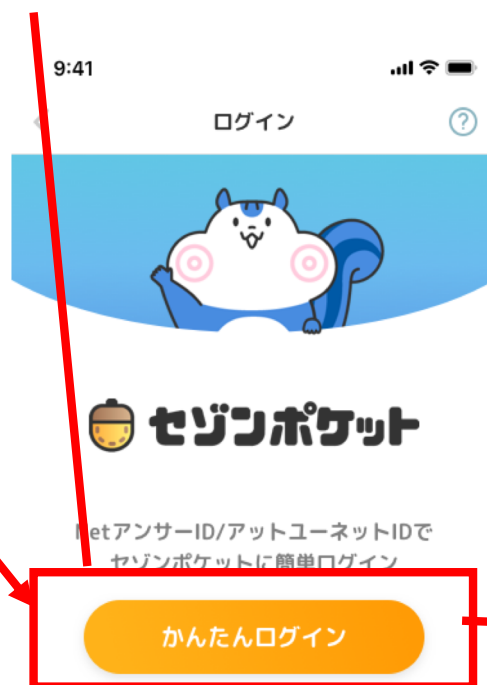 9:41
ログイン
?
セゾンポケット
NetアンサーID/アットユーネットIDで
セゾンポケットに簡単ログイン
かんたんログイン